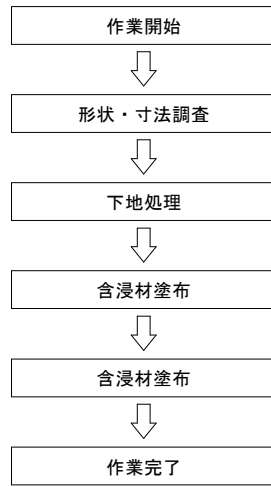 作業開始
形状・寸法調査
下地処理
含浸材塗布
含浸材塗布
作業完了